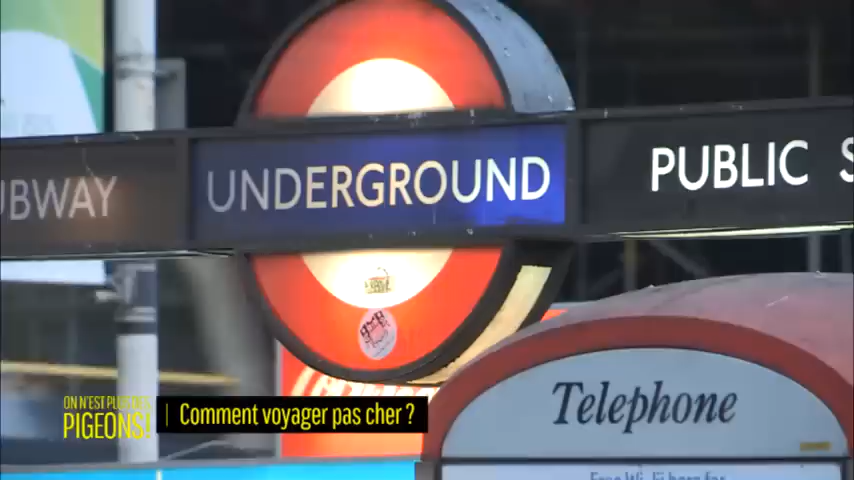 UBWAY
UNDERGROUND
PUBLIC S
Telephone
ON N'EST PLUS DES
PIGEONS!
Comment voyager pas cher ?